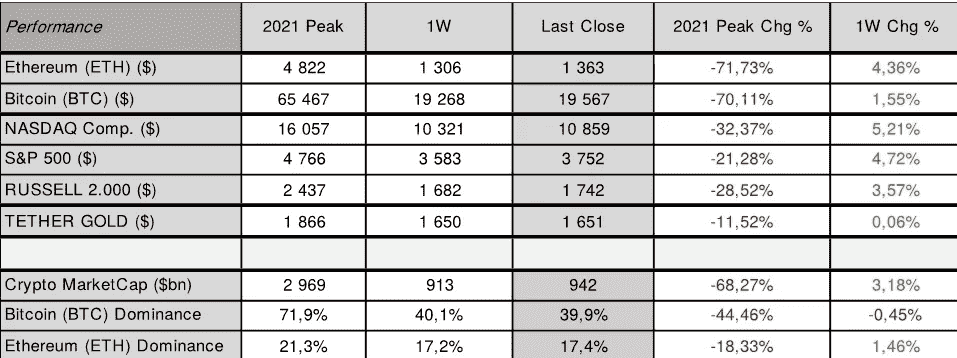 Performance 2021 Peak 1W Last Close 2021 Peak Chg % 1W Chg %
Ethereum (ETH) ($) 4 822 1 306 1 363 -71,73% 4,36%
Bitcoin (BTC) ($) 65 467 19 268 19 567 -70,11% 1,55%
NASDAQ Comp. ($) 16 057 10 321 10 859 -32,37% 5,21%
S&P 500 ($) 4 766 3 583 3 752 -21,28% 4,72%
RUSSELL 2.000 ($) 2 437 1 682 1 742 -28,52% 3,57%
TETHER GOLD ($) 1 866 1 650 1 651 -11,52% 0,06%
Crypto MarketCap ($bn) 2 969 913 942 -68,27% 3,18%
Bitcoin (BTC) Dominance 71,9% 40,1% 39,9% -44,46% -0,45%
Ethereum (ETH) Dominance 21,3% 17,2% 17,4% -18,33% 1,46%